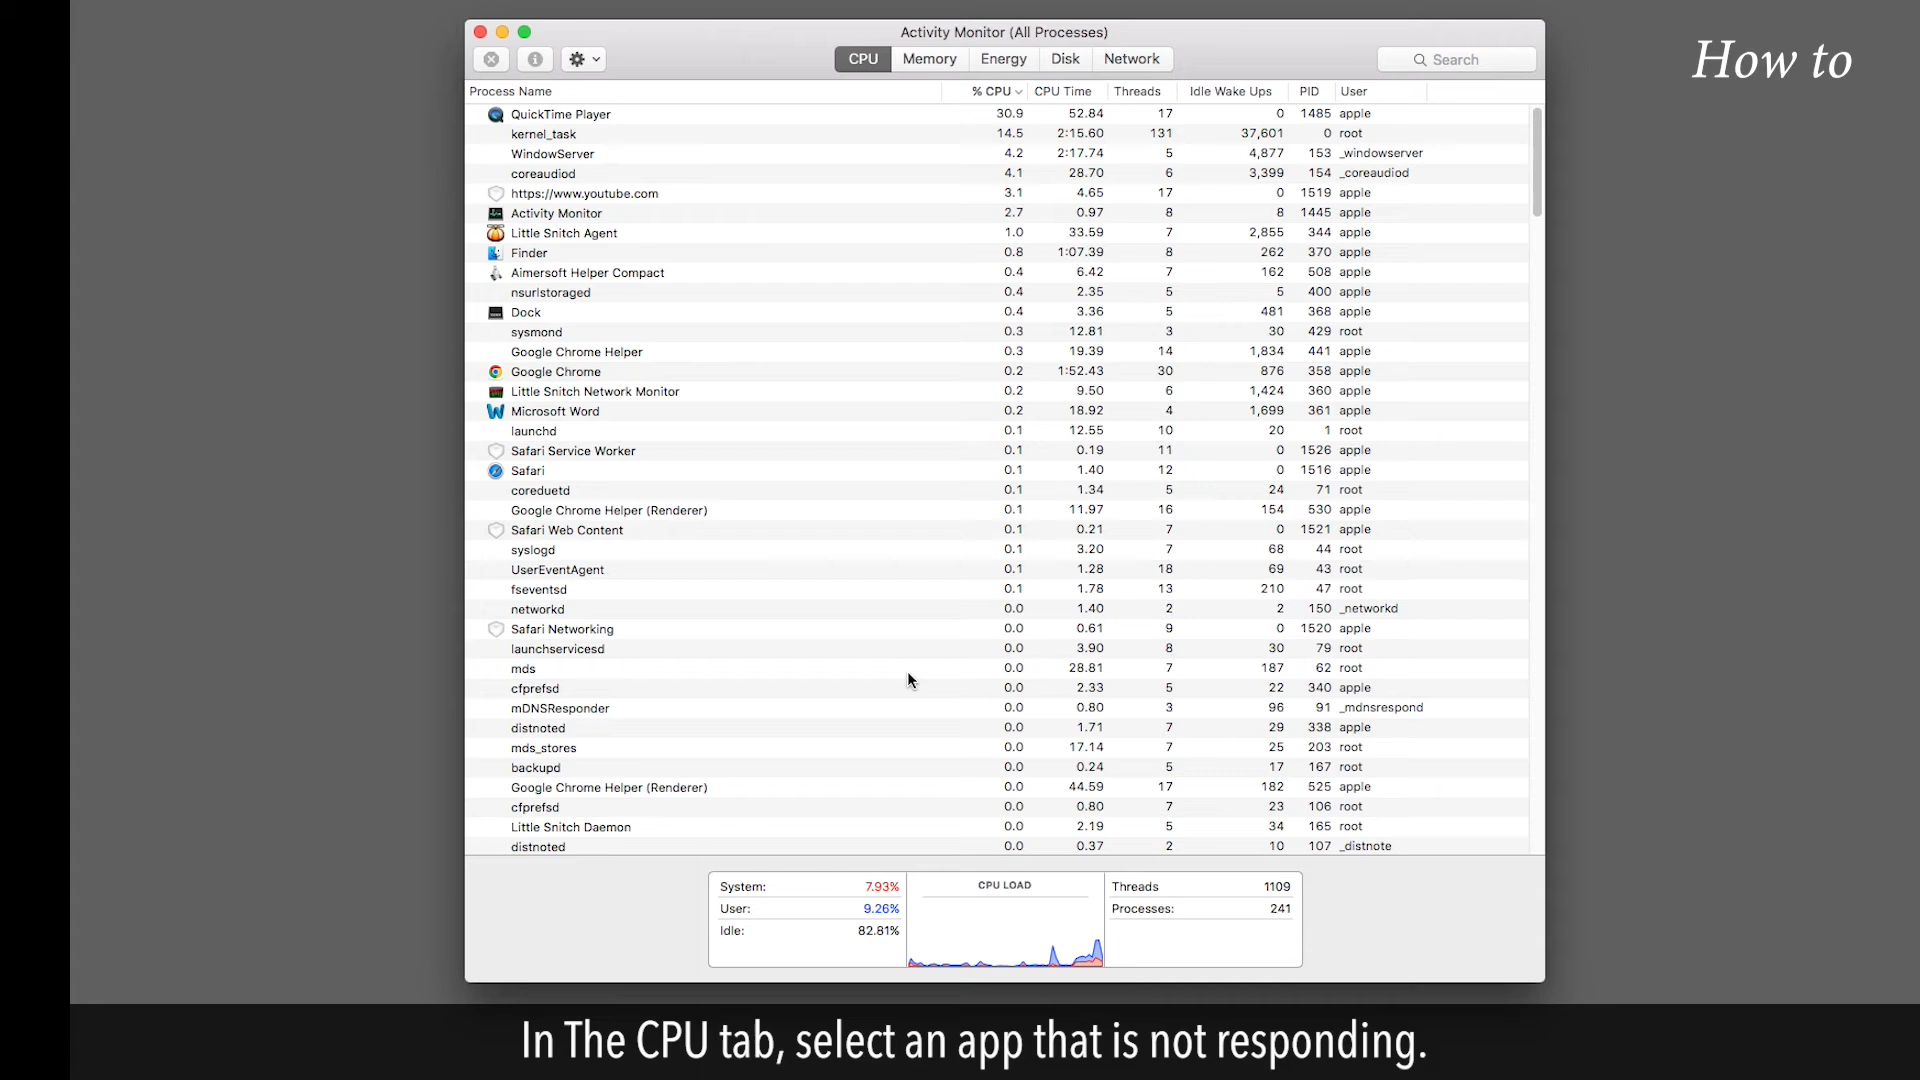 How to
Activity Monitor (All Processes)
CPU Memory Energy Disk Network
Search
Process Name % CPU CPU Time Threads Idle Wake Ups PID User
QuickTime Player 30.9 52.84 17 0 1485 apple
kernel_task 14.5 2:15.60 131 37,601 0 root
WindowServer 4.2 2:17.74 5 4,877 153 _windowserver
coreaudiod 4.1 28.70 6 3,399 154 _coreaudiod
https://www.youtube.com 3.1 4.65 17 0 1519 apple
Activity Monitor 2.7 0.97 8 8 1445 apple
Little Snitch Agent 1.0 33.59 7 2,855 344 apple
Finder 0.8 1:07.39 8 262 370 apple
Aimersoft Helper Compact 0.4 6.42 7 162 508 apple
nsurlstoraged 0.4 2.35 5 5 400 apple
Dock 0.4 3.36 5 481 368 apple
sysmond 0.3 12.81 3 30 429 root
Google Chrome Helper 0.3 19.39 14 1,834 441 apple
Google Chrome 0.2 1:52.43 30 876 358 apple
Little Snitch Network Monitor 0.2 9.50 6 1,424 360 apple
Microsoft Word 0.2 18.92 4 1,699 361 apple
launchd 0.1 12.55 10 20 1 root
Safari Service Worker 0.1 0.19 11 0 1526 apple
Safari 0.1 1.40 12 0 1516 apple
coreduetd 0.1 1.34 5 24 71 root
Google Chrome Helper (Renderer) 0.1 11.97 16 154 530 apple
Safari Web Content 0.1 0.21 7 0 1521 apple
syslogd 0.1 3.20 7 68 44 root
UserEventAgent 0.1 1.28 18 69 43 root
fseventsd 0.1 1.78 13 210 47 root
networkd 0.0 1.40 2 2 150 _networkd
Safari Networking 0.0 0.61 9 0 1520 apple
launchservicesd 0.0 3.90 8 30 79 root
mds 0.0 28.81 7 187 62 root
cfprefsd 0.0 2.33 5 22 340 apple
mDNSResponder 0.0 0.80 3 96 91 _mdnsrespond
distnoted 0.0 1.71 7 29 338 apple
mds_stores 0.0 17.14 7 25 203 root
backupd 0.0 0.24 5 17 167 root
Google Chrome Helper (Renderer) 0.0 44.59 17 182 525 apple
cfprefsd 0.0 0.80 7 23 106 root
Little Snitch Daemon 0.0 2.19 5 34 165 root
distnoted 0.0 0.37 2 10 107 _distnote
System: 7.93% CPU LOAD Threads 1109
User: 9.26% Processes: 241
Idle: 82.81%
In The CPU tab, select an app that is not responding.